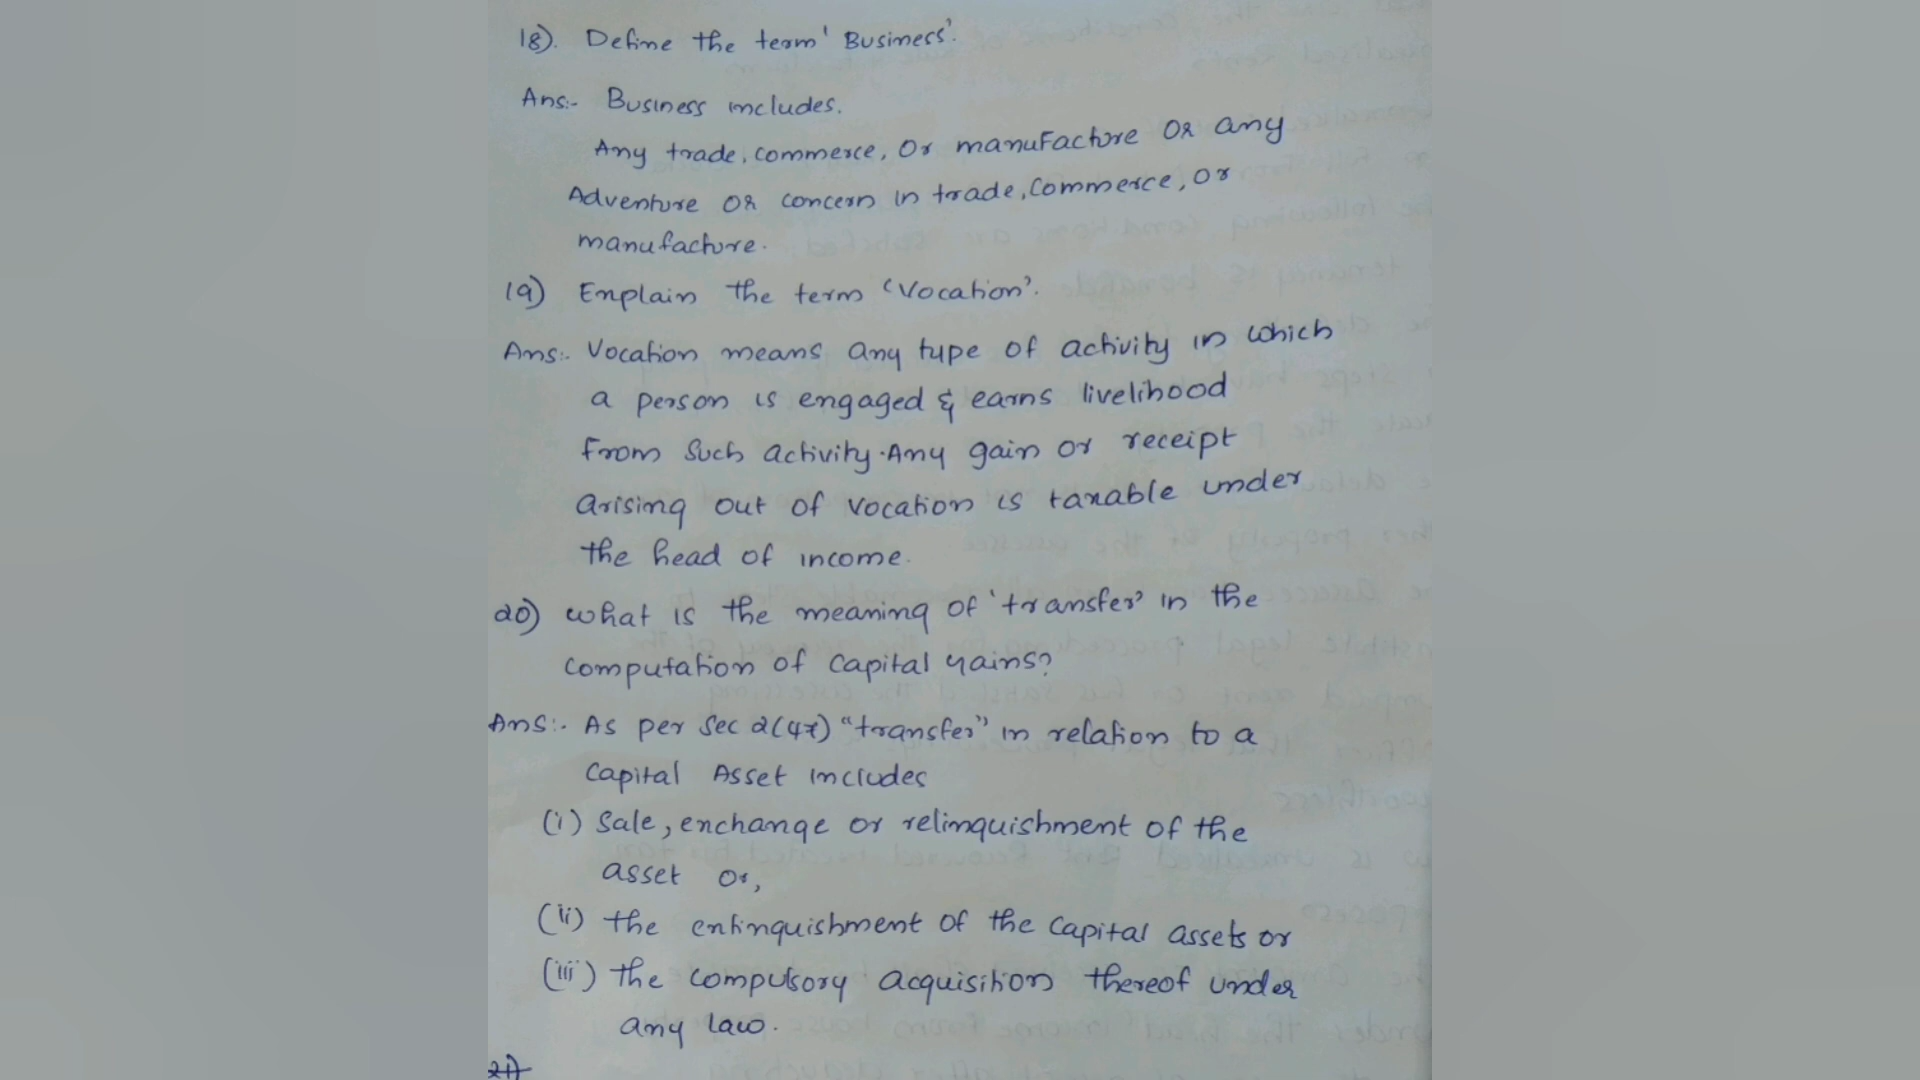 18). Define the term 'Business'.
Ans:- Business includes.
Any trade, commerce, Or manufacture OR any
Adventure OR concern in trade, Commerce, or
manufacture.
19) Explain the term 'Vocation'.
Ans:- Vocation means any type of activity in which
a person is engaged & earns livelihood
from Such activity. Any gain or receipt
arising out of vocation is taxable under
the head of income.
20) what is the meaning of 'transfer' in the
computation of Capital gains?
Ans:- As per Sec 2(47) "transfer" in relation to a
Capital Asset includes
(i) Sale, exchange or relinquishment of the
asset or,
(ii) the extinquishment of the Capital assets or
(iii) the compulsory acquisition thereof under
any law.
21)